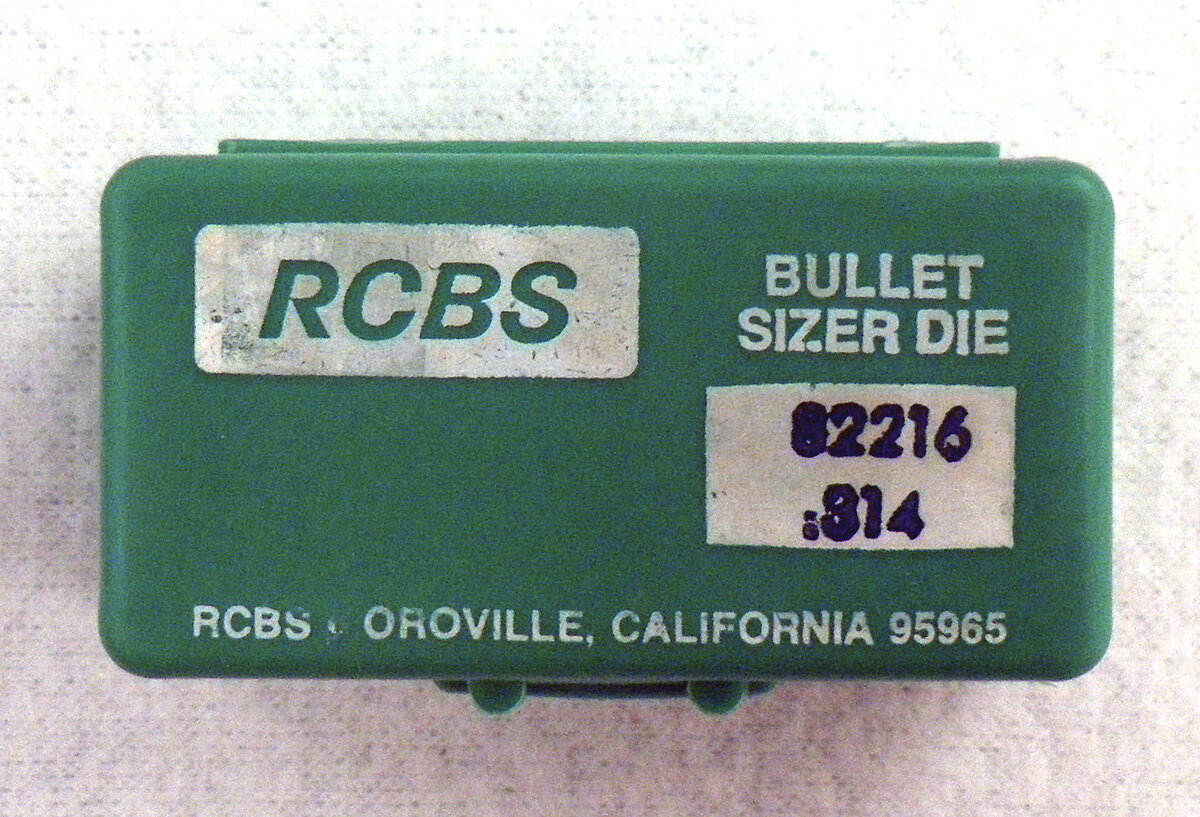 RCBS
BULLET
SIZER DIE
82216
.314
RCBS OROVILLE, CALIFORNIA 95965